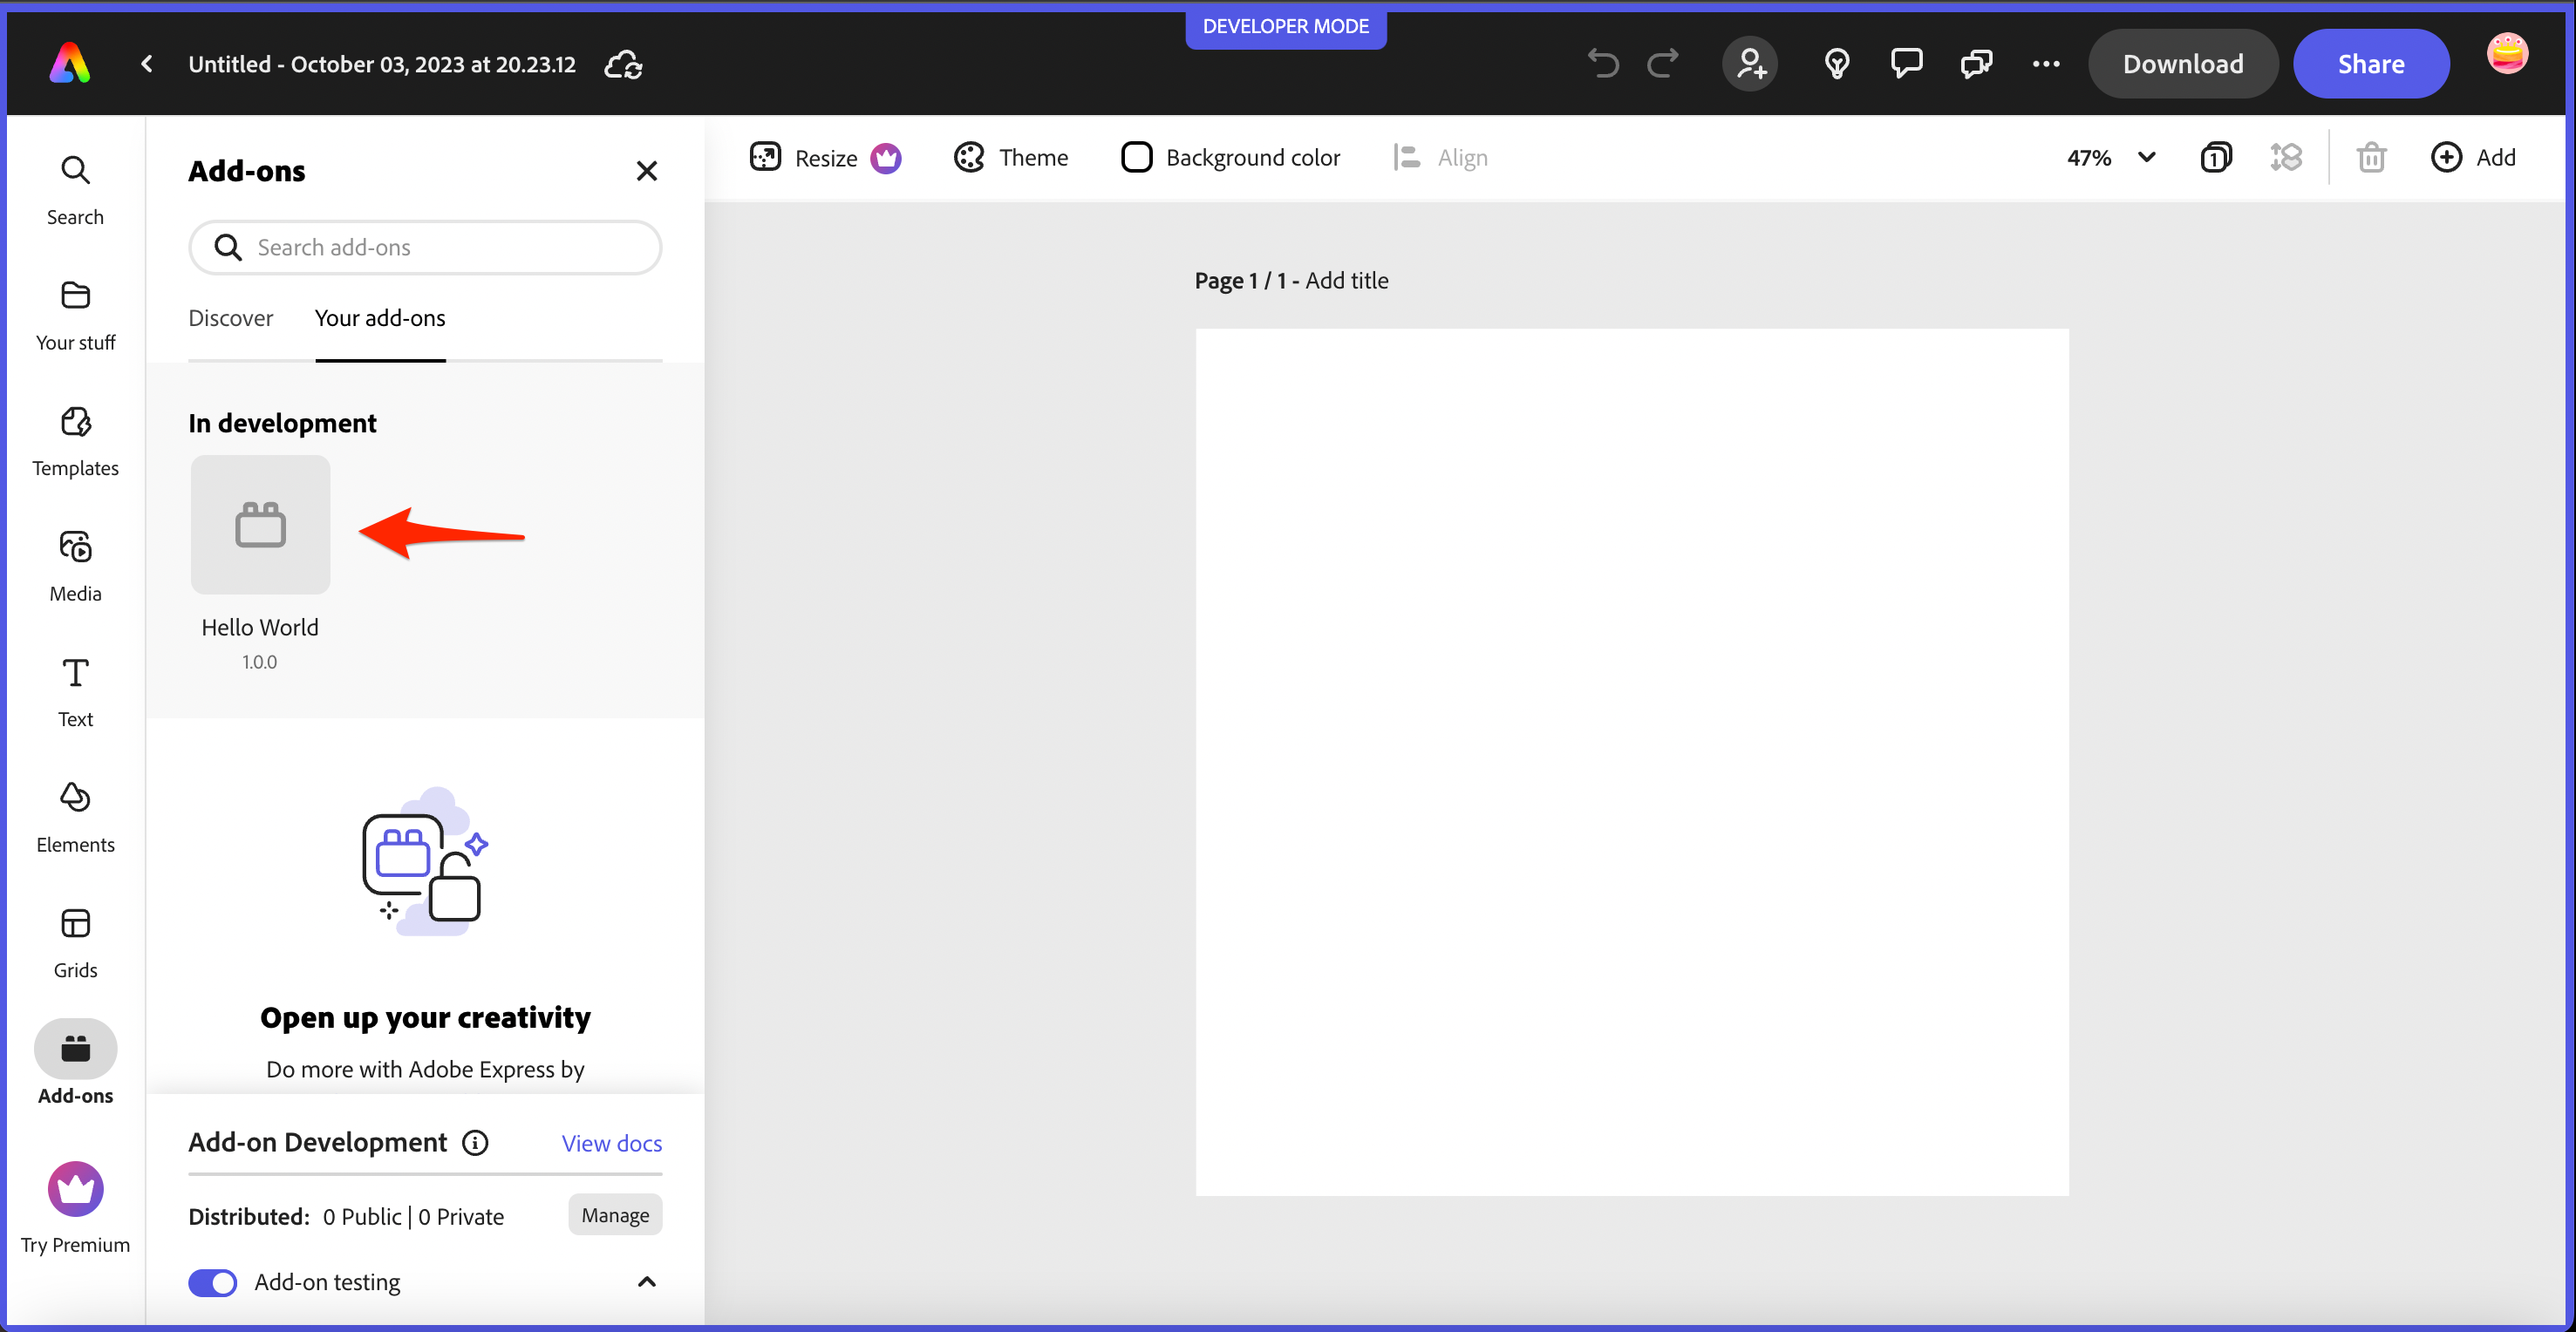 DEVELOPER MODE
Untitled - October 03, 2023 at 20.23.12
Download
Share
Search
Your stuff
Templates
Media
Text
Elements
Grids
Add-ons
Try Premium
Add-ons
Search add-ons
Discover
Your add-ons
In development
Hello World
1.0.0
Open up your creativity
Do more with Adobe Express by
Add-on Development
View docs
Distributed: 0 Public | 0 Private
Manage
Add-on testing
Resize
Theme
Background color
Align
47%
1
Add
Page 1 / 1 - Add title